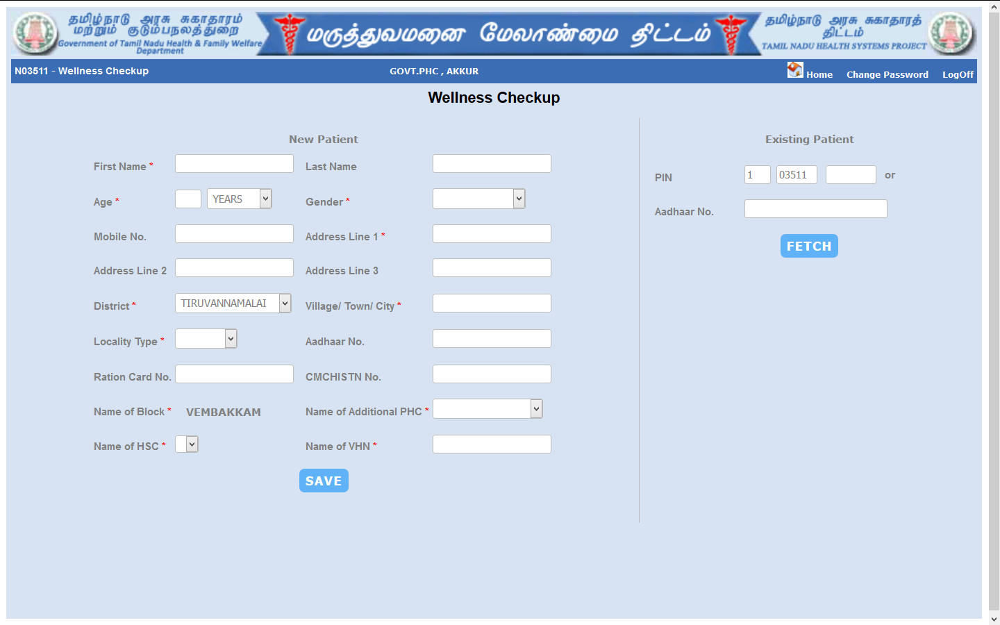 தமிழ்நாடு அரசு சுகாதாரம்
மற்றும் குடும்பநலத்துறை
Government of Tamil Nadu Health & Family Welfare
Department
மருத்துவமனை மேலாண்மை திட்டம்
தமிழ்நாடு அரசு சுகாதாரத்
திட்டம்
TAMIL NADU HEALTH SYSTEMS PROJECT
N03511 - Wellness Checkup
GOVT.PHC , AKKUR
Home Change Password LogOff
Wellness Checkup
New Patient
First Name *
Last Name
Age * YEARS
Gender *
Mobile No.
Address Line 1 *
Address Line 2
Address Line 3
District * TIRUVANNAMALAI
Village/ Town/ City *
Locality Type *
Aadhaar No.
Ration Card No.
CMCHISTN No.
Name of Block * VEMBAKKAM
Name of Additional PHC *
Name of HSC *
Name of VHN *
SAVE
Existing Patient
PIN 1 03511 or
Aadhaar No.
FETCH